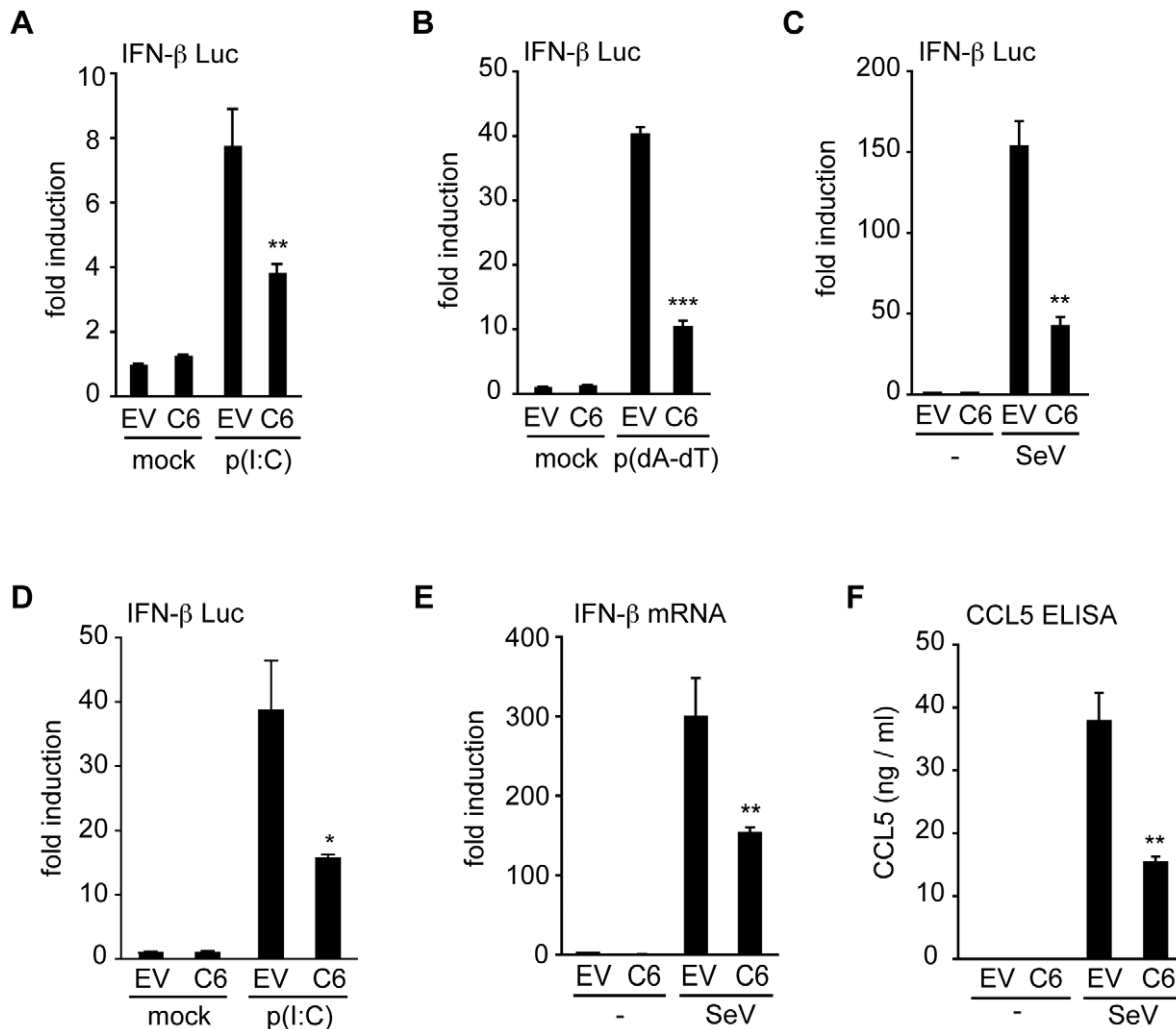 A
IFN-β Luc
fold induction
10
8
6
4
2
0
**
EV C6 EV C6
mock p(I:C)
B
IFN-β Luc
fold induction
50
40
30
20
10
0
***
EV C6 EV C6
mock p(dA-dT)
C
IFN-β Luc
fold induction
200
150
100
50
0
**
EV C6 EV C6
- SeV
D
IFN-β Luc
fold induction
50
40
30
20
10
0
*
EV C6 EV C6
mock p(I:C)
E
IFN-β mRNA
fold induction
400
300
200
100
0
**
EV C6 EV C6
- SeV
F
CCL5 ELISA
CCL5 (ng / ml)
50
40
30
20
10
0
**
EV C6 EV C6
- SeV